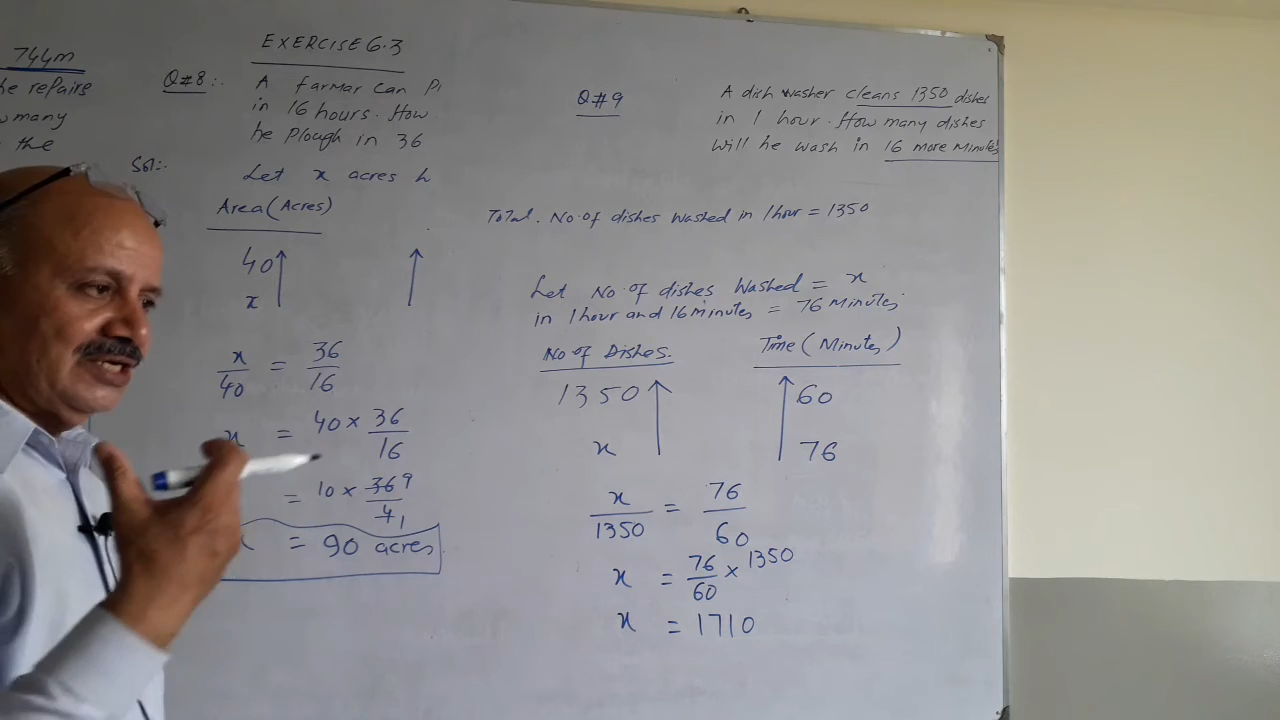 744m
he repairs
many
the
EXERCISE 6.3
Q#8:.
A farmar can Pl
in 16 hours. How
he plough in 36
Sol:-
Let x acres h
Area (Acres)
40
x
x/40 = 36/16
x = 40 × 36/16
= 10 × 36 9/4 1
= 90 acres
Q#9
A dish washer cleans 1350 dishes
in 1 hour. How many dishes
will he wash in 16 more Minutes
Total. No of dishes washed in 1 hour = 1350
Let No of dishes washed = x
in 1 hour and 16 minutes = 76 Minutes
No of Dishes. Time (Minutes)
1350 60
x 76
x/1350 = 76/60
x = 76/60 × 1350
x = 1710